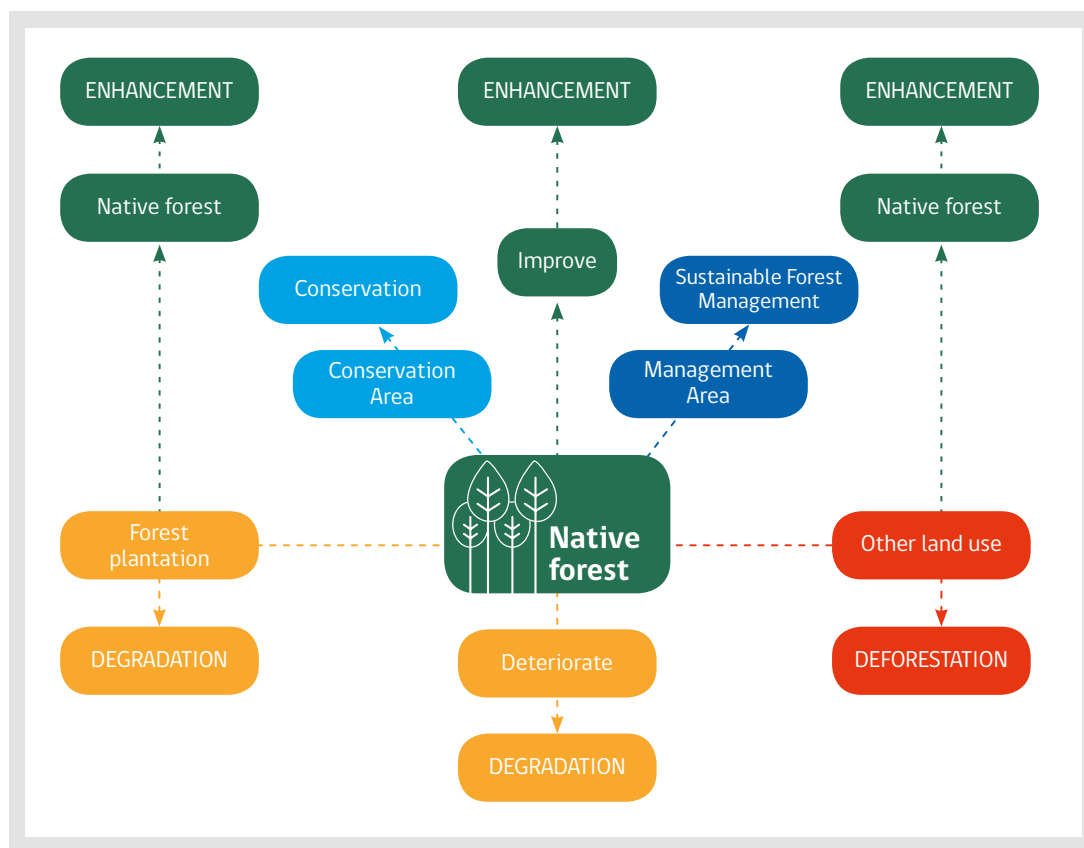 ENHANCEMENT
ENHANCEMENT
ENHANCEMENT
Native forest
Native forest
Improve
Conservation
Sustainable Forest
Management
Conservation
Area
Management
Area
Native
forest
Forest
plantation
Other land use
DEGRADATION
Deteriorate
DEFORESTATION
DEGRADATION